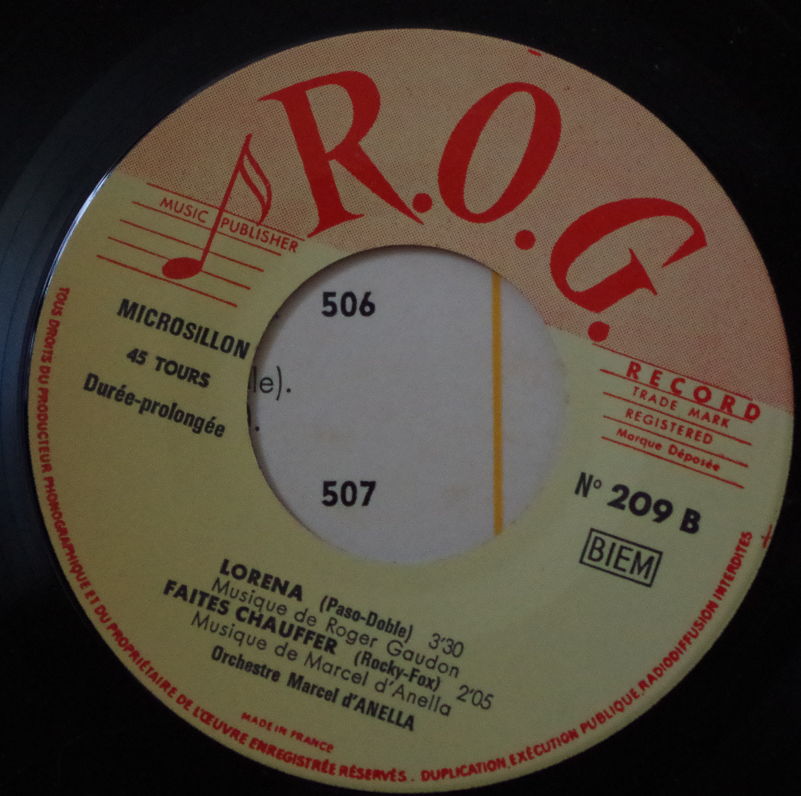 R.O.G.
MUSIC PUBLISHER
RECORD
TRADE MARK
REGISTERED
Marque Déposée
MICROSILLON
45 TOURS
Durée-prolongée
506
le).
507
N° 209 B
BIEM
LORENA (Paso-Doble) 3'30
Musique de Roger Gaudon
FAITES CHAUFFER (Rocky-Fox) 2'05
Musique de Marcel d'Anella
Orchestre Marcel d'ANELLA
MADE IN FRANCE
TOUS DROITS DU PRODUCTEUR PHONOGRAPHIQUE ET DU PROPRIÉTAIRE DE L'ŒUVRE ENREGISTRÉE RÉSERVÉS. DUPLICATION, EXÉCUTION PUBLIQUE, RADIODIFFUSION INTERDITES